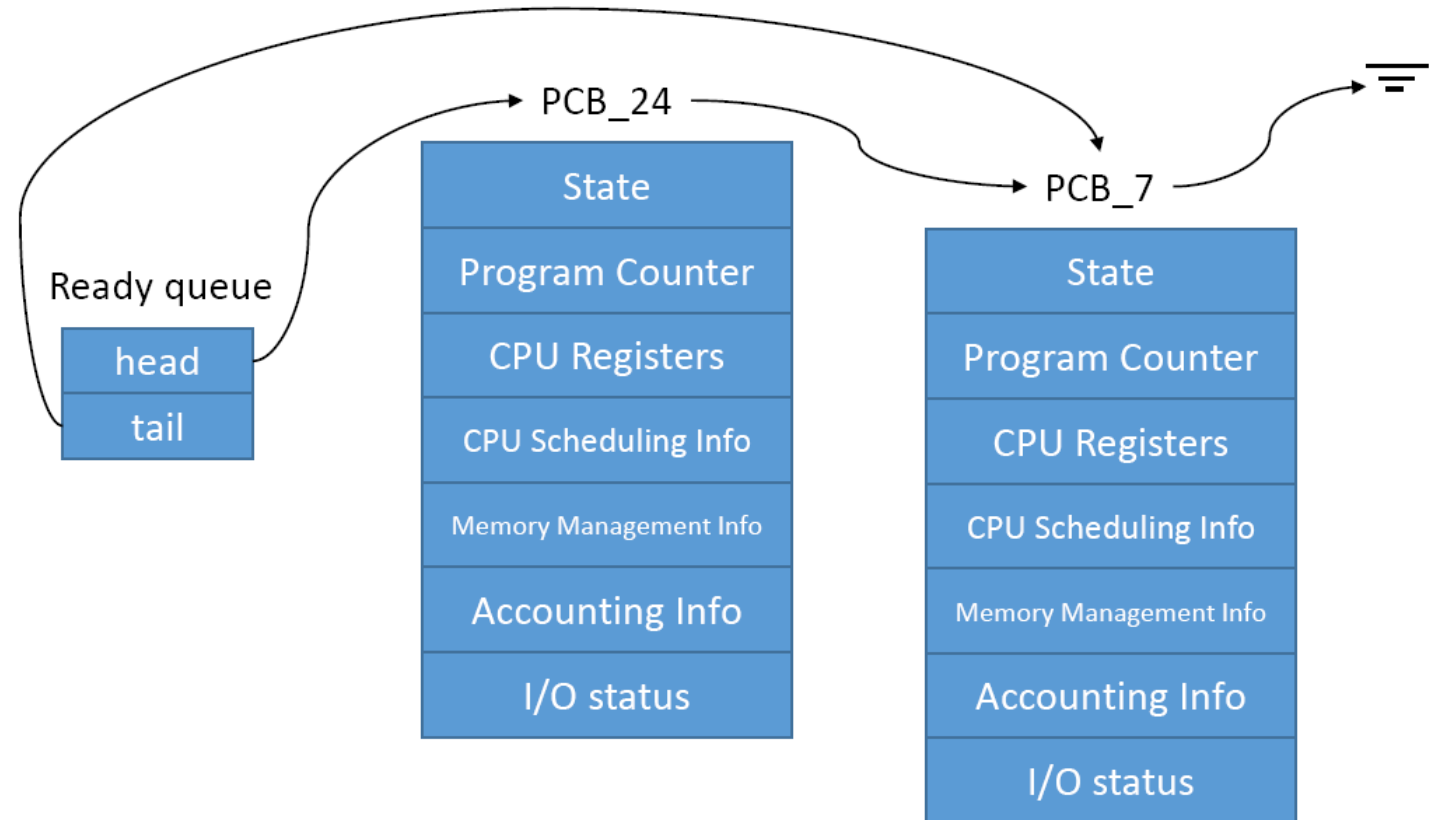 PCB_24
State
Program Counter
CPU Registers
CPU Scheduling Info
Memory Management Info
Accounting Info
I/O status
PCB_7
State
Program Counter
CPU Registers
CPU Scheduling Info
Memory Management Info
Accounting Info
I/O status
Ready queue
head
tail